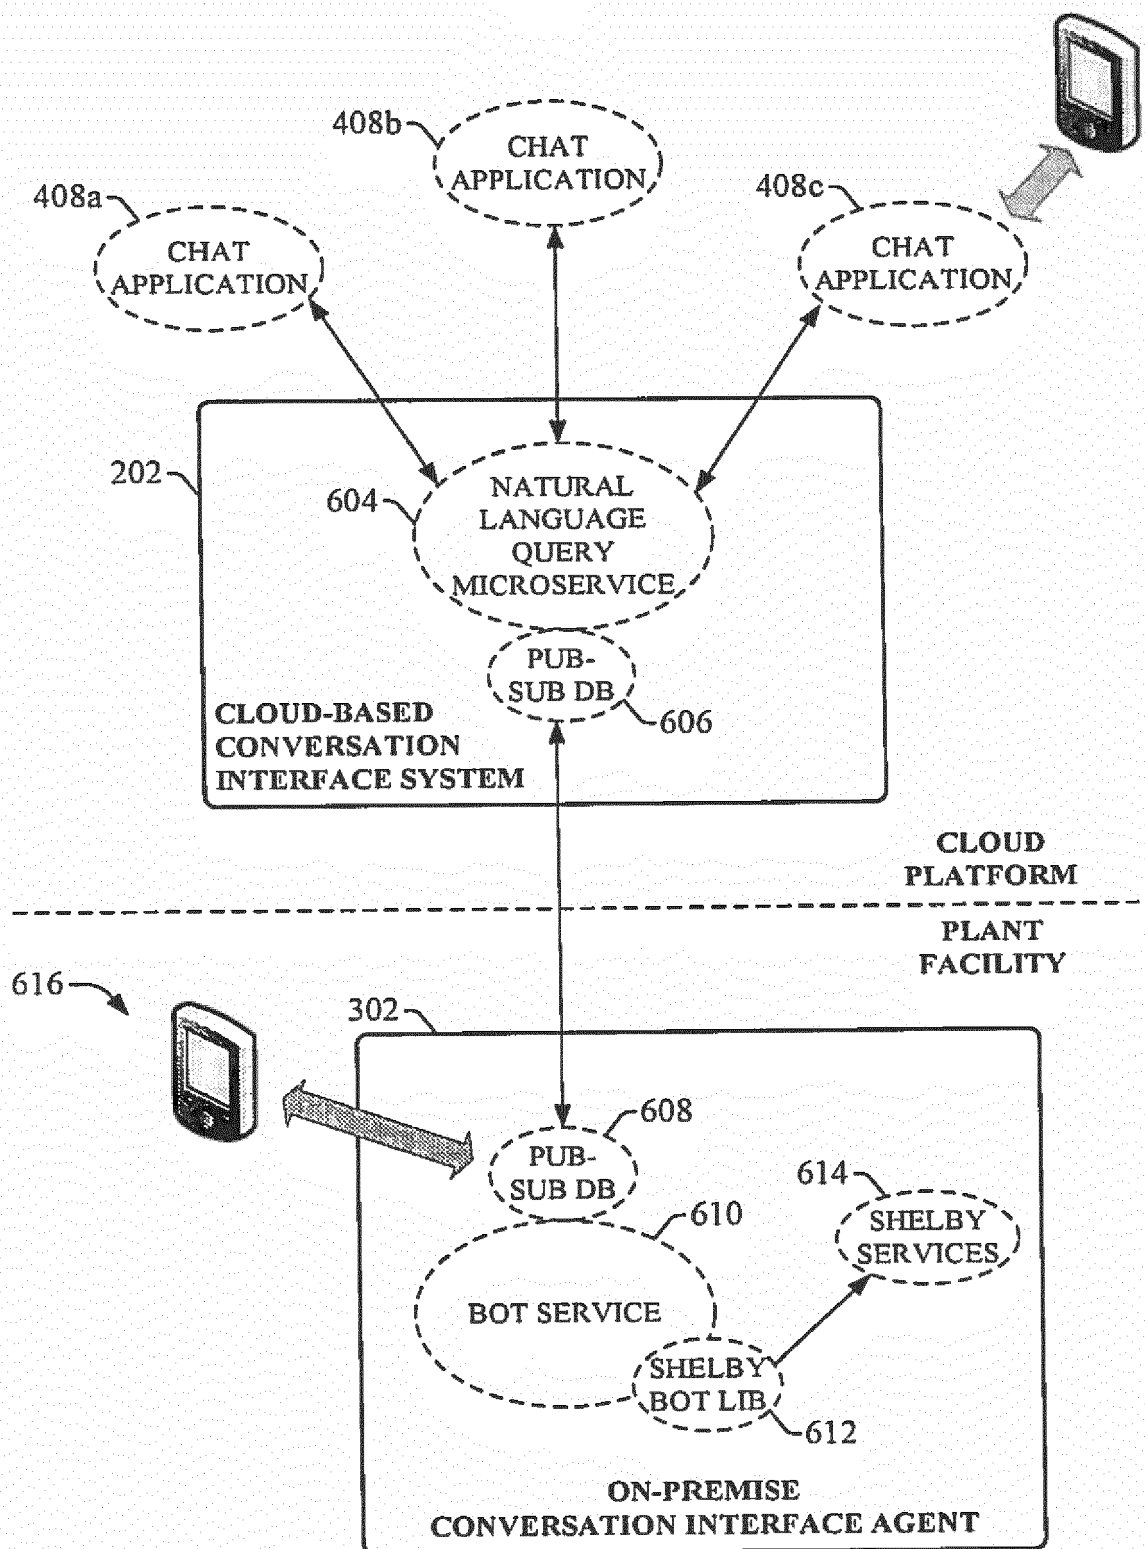 408b
CHAT
APPLICATION
408a
CHAT
APPLICATION
408c
CHAT
APPLICATION
202
604
NATURAL
LANGUAGE
QUERY
MICROSERVICE
PUB-
SUB DB
606
CLOUD-BASED
CONVERSATION
INTERFACE SYSTEM
CLOUD
PLATFORM
PLANT
FACILITY
616
302
608
PUB-
SUB DB
610
614
SHELBY
SERVICES
BOT SERVICE
SHELBY
BOT LIB
612
ON-PREMISE
CONVERSATION INTERFACE AGENT